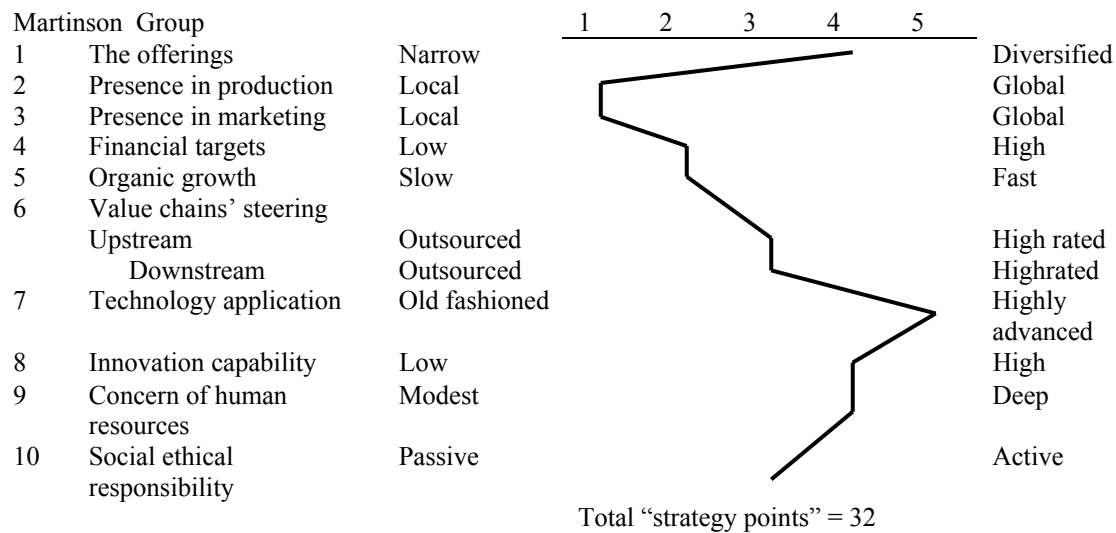 Martinson Group 1 2 3 4 5
1 The offerings Narrow Diversified
2 Presence in production Local Global
3 Presence in marketing Local Global
4 Financial targets Low High
5 Organic growth Slow Fast
6 Value chains’ steering
Upstream Outsourced High rated
Downstream Outsourced Highrated
7 Technology application Old fashioned Highly
advanced
8 Innovation capability Low High
9 Concern of human Modest Deep
resources
10 Social ethical Passive Active
responsibility
Total “strategy points” = 32